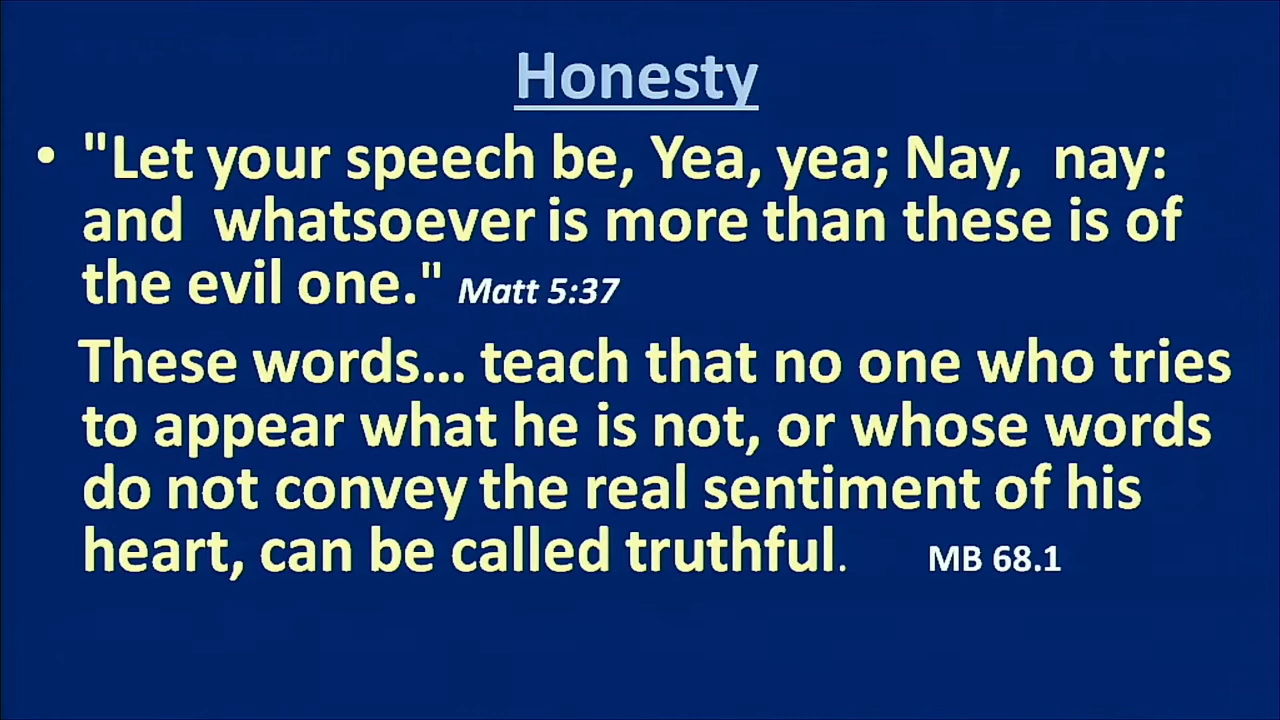 Honesty
• "Let your speech be, Yea, yea; Nay, nay:
and whatsoever is more than these is of
the evil one." Matt 5:37
These words... teach that no one who tries
to appear what he is not, or whose words
do not convey the real sentiment of his
heart, can be called truthful. MB 68.1